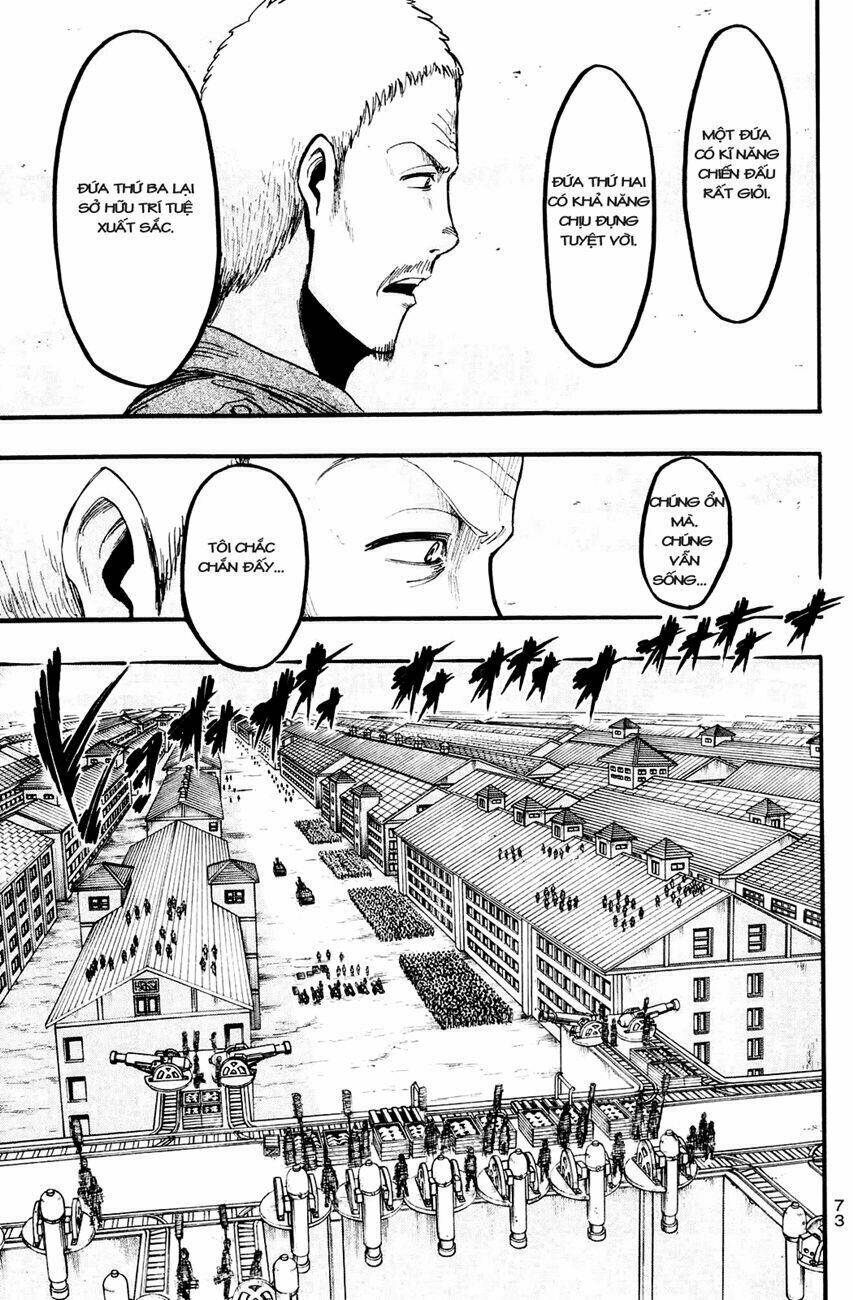 MỘT ĐỨA
CÓ KĨ NĂNG
CHIẾN ĐẤU
RẤT GIỎI.
ĐỨA THỨ HAI
CÓ KHẢ NĂNG
CHỊU ĐỰNG
TUYỆT VỜI.
ĐỨA THỨ BA LẠI
SỞ HỮU TRÍ TUỆ
XUẤT SẮC.
CHÚNG ỔN
MÀ.
CHÚNG
VẪN
SỐNG...
TÔI CHẮC
CHẮN ĐẤY...
73